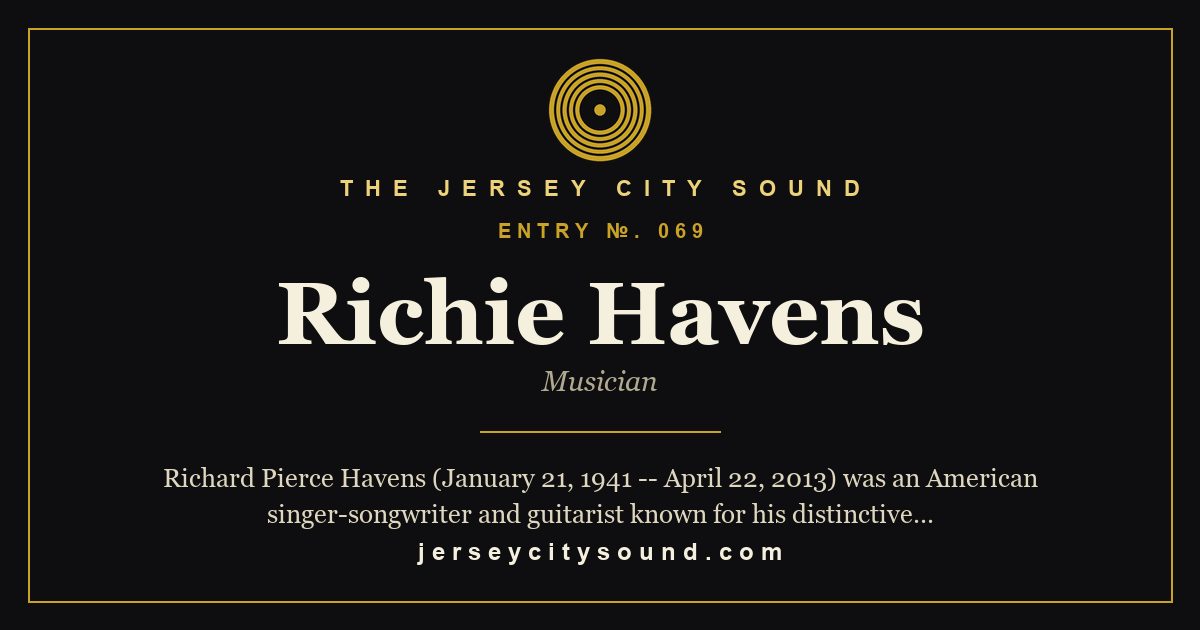 THE JERSEY CITY SOUND
ENTRY №. 069
Richie Havens
Musician
Richard Pierce Havens (January 21, 1941 -- April 22, 2013) was an American
singer-songwriter and guitarist known for his distinctive...
jerseycitysound.com